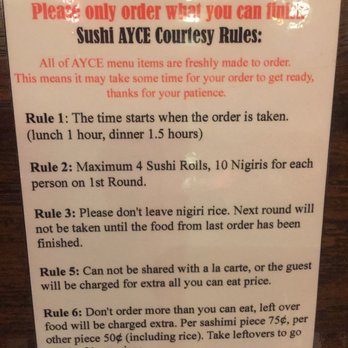 Please only order what you can finish
Sushi AYCE Courtesy Rules:
All of AYCE menu items are freshly made to order.
This means it may take some time for your order to get ready,
thanks for your patience.
Rule 1: The time starts when the order is taken.
(lunch 1 hour, dinner 1.5 hours)
Rule 2: Maximum 4 Sushi Rolls, 10 Nigiris for each
person on 1st Round.
Rule 3: Please don't leave nigiri rice. Next round will
not be taken until the food from last order has been
finished.
Rule 5: Can not be shared with a la carte, or the guest
will be charged for extra all you can eat price.
Rule 6: Don't order more than you can eat, left over
food will be charged extra. Per sashimi piece 75¢, per
other piece 50¢ (including rice). Take leftovers to go